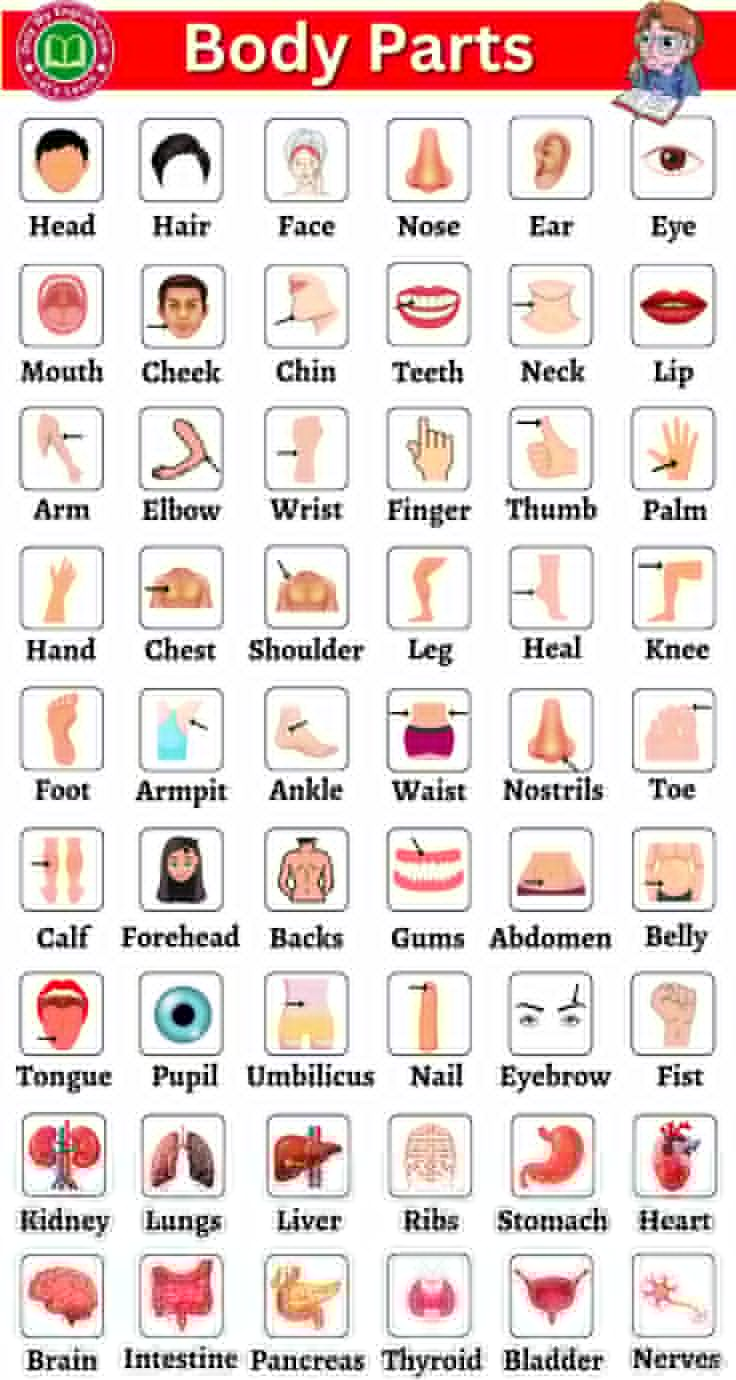 Body Parts
Head Hair Face Nose Ear Eye
Mouth Cheek Chin Teeth Neck Lip
Arm Elbow Wrist Finger Thumb Palm
Hand Chest Shoulder Leg Heal Knee
Foot Armpit Ankle Waist Nostrils Toe
Calf Forehead Backs Gums Abdomen Belly
Tongue Pupil Umbilicus Nail Eyebrow Fist
Kidney Lungs Liver Ribs Stomach Heart
Brain Intestine Pancreas Thyroid Bladder Nerves